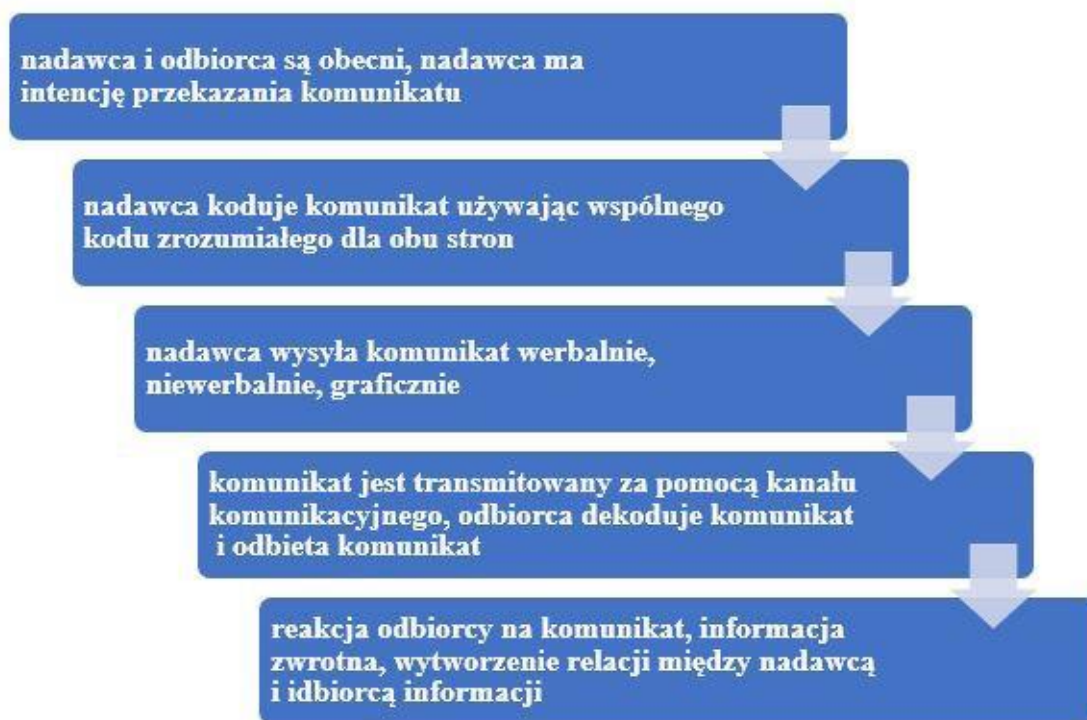 nadawca i odbiorca są obecni, nadawca ma
intencję przekazania komunikatu
nadawca koduje komunikat używając wspólnego
kodu zrozumiałego dla obu stron
nadawca wysyła komunikat werbalnie,
niewerbalnie, graficznie
komunikat jest transmitowany za pomocą kanału
komunikacyjnego, odbiorca dekoduje komunikat
i odbieta komunikat
reakcja odbiorcy na komunikat, informacja
zwrotna, wytworzenie relacji między nadawcą
i idbiorcą informacji